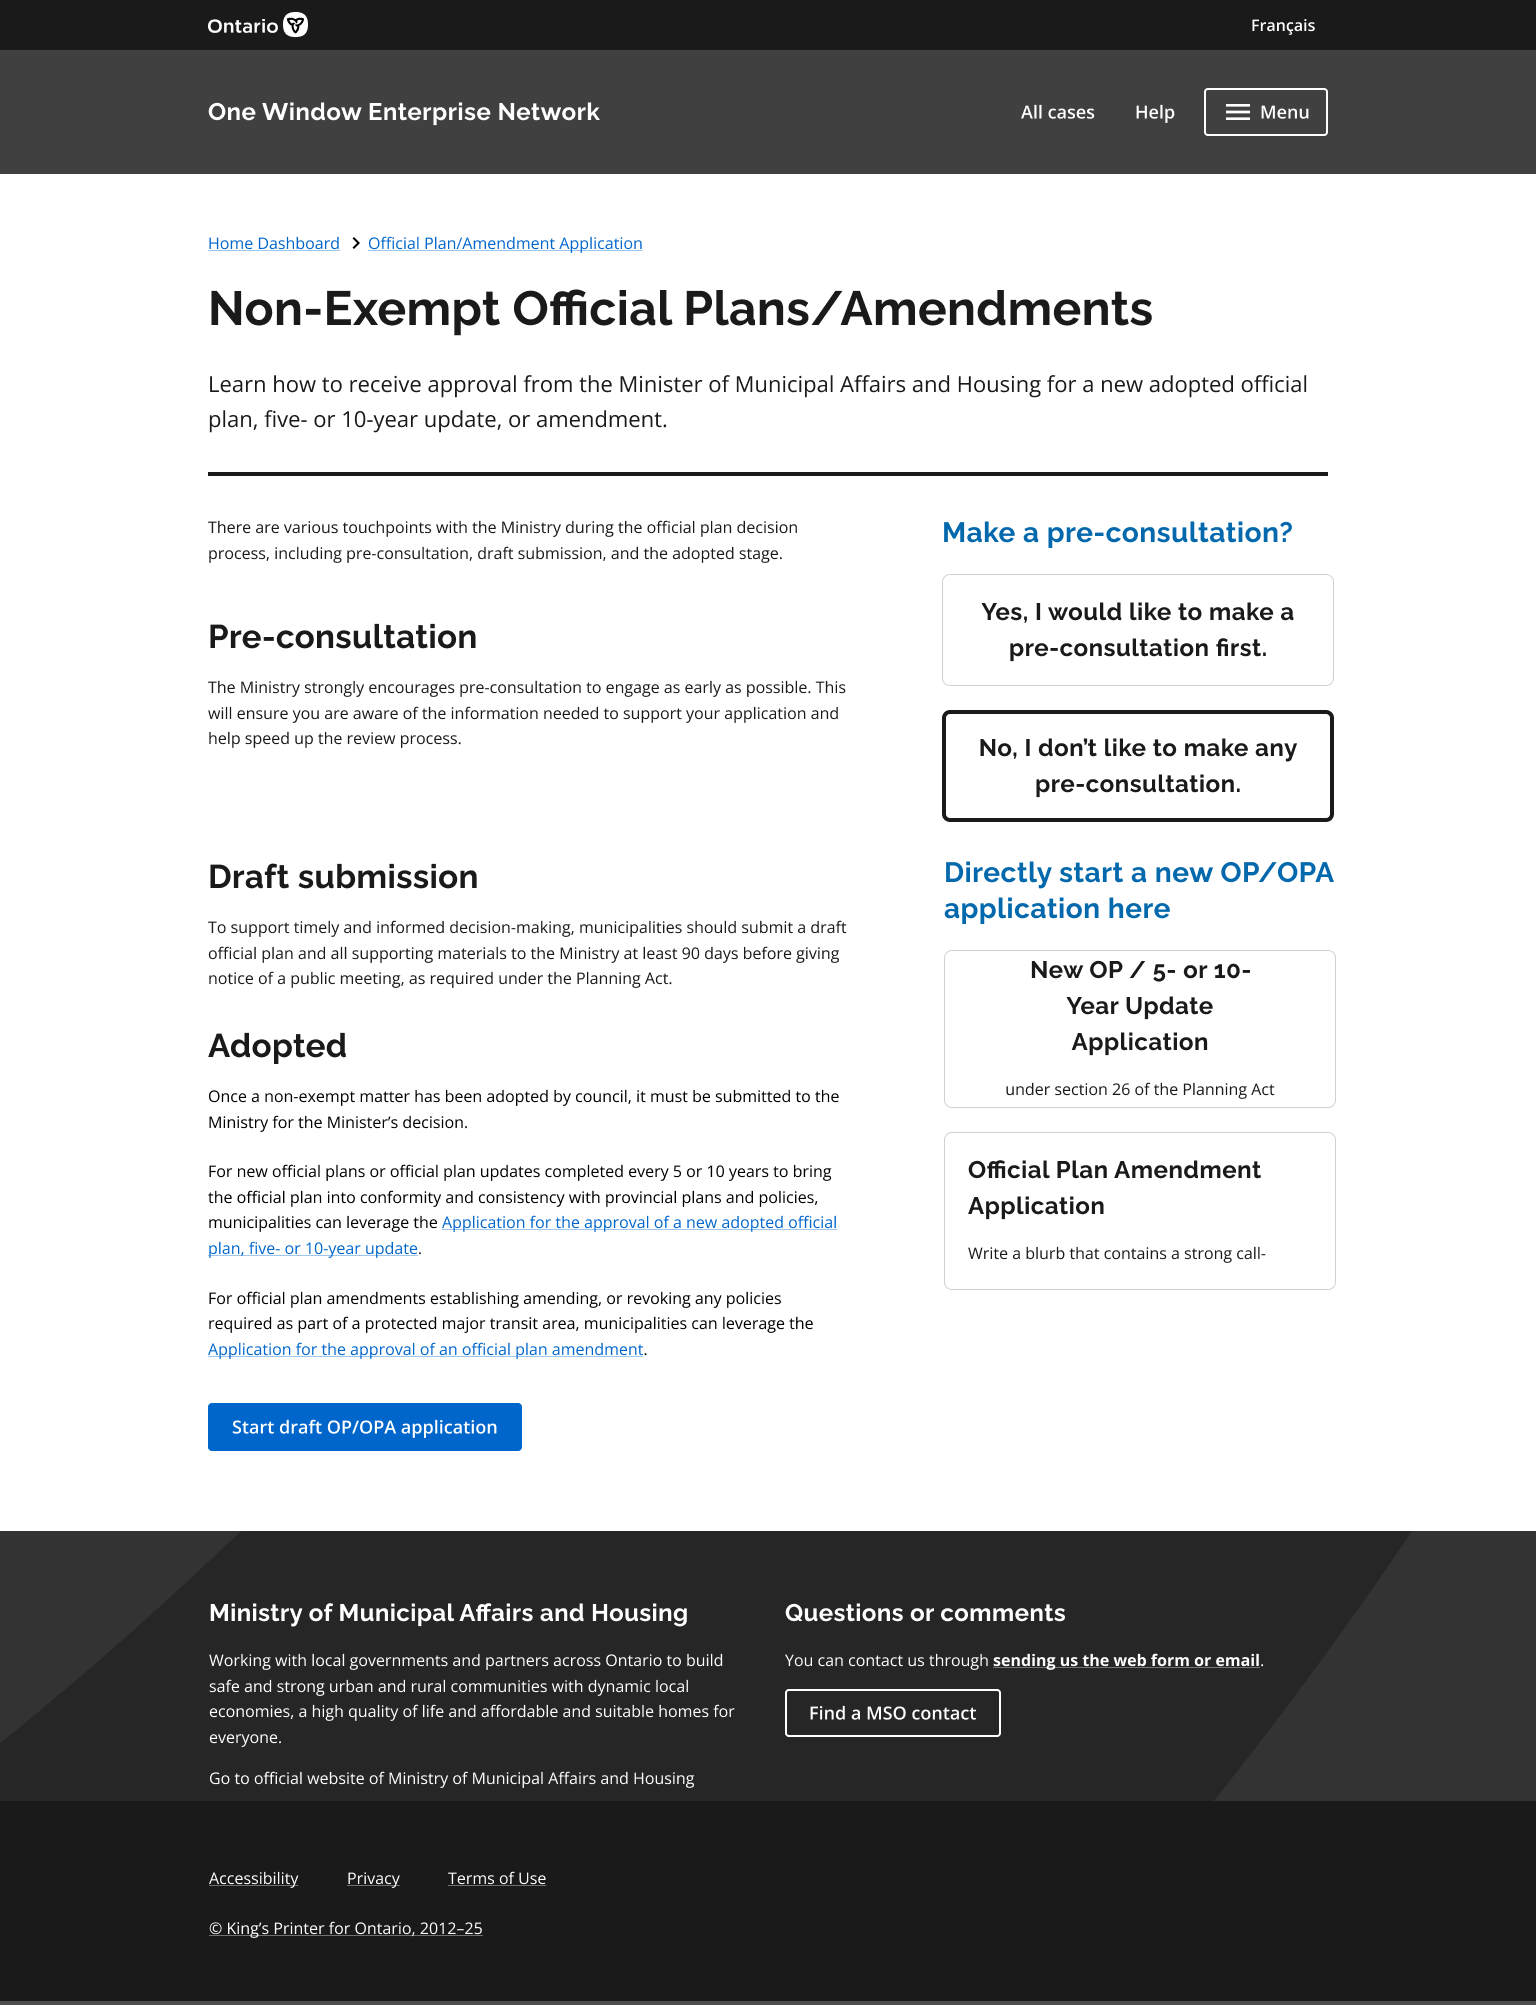 Ontario
Français
One Window Enterprise Network
All cases
Help
Menu
Home Dashboard
Official Plan/Amendment Application
Non-Exempt Official Plans/Amendments
Learn how to receive approval from the Minister of Municipal Affairs and Housing for a new adopted official
plan, five- or 10-year update, or amendment.
There are various touchpoints with the Ministry during the official plan decision
process, including pre-consultation, draft submission, and the adopted stage.
Pre-consultation
The Ministry strongly encourages pre-consultation to engage as early as possible. This
will ensure you are aware of the information needed to support your application and
help speed up the review process.
Draft submission
To support timely and informed decision-making, municipalities should submit a draft
official plan and all supporting materials to the Ministry at least 90 days before giving
notice of a public meeting, as required under the Planning Act.
Adopted
Once a non-exempt matter has been adopted by council, it must be submitted to the
Ministry for the Minister’s decision.
For new official plans or official plan updates completed every 5 or 10 years to bring
the official plan into conformity and consistency with provincial plans and policies,
municipalities can leverage the Application for the approval of a new adopted official
plan, five- or 10-year update.
For official plan amendments establishing amending, or revoking any policies
required as part of a protected major transit area, municipalities can leverage the
Application for the approval of an official plan amendment.
Start draft OP/OPA application
Make a pre-consultation?
Yes, I would like to make a
pre-consultation first.
No, I don’t like to make any
pre-consultation.
Directly start a new OP/OPA
application here
New OP / 5- or 10-
Year Update
Application
under section 26 of the Planning Act
Official Plan Amendment
Application
Write a blurb that contains a strong call-
Ministry of Municipal Affairs and Housing
Working with local governments and partners across Ontario to build
safe and strong urban and rural communities with dynamic local
economies, a high quality of life and affordable and suitable homes for
everyone.
Go to official website of Ministry of Municipal Affairs and Housing
Questions or comments
You can contact us through sending us the web form or email.
Find a MSO contact
Accessibility
Privacy
Terms of Use
© King’s Printer for Ontario, 2012–25